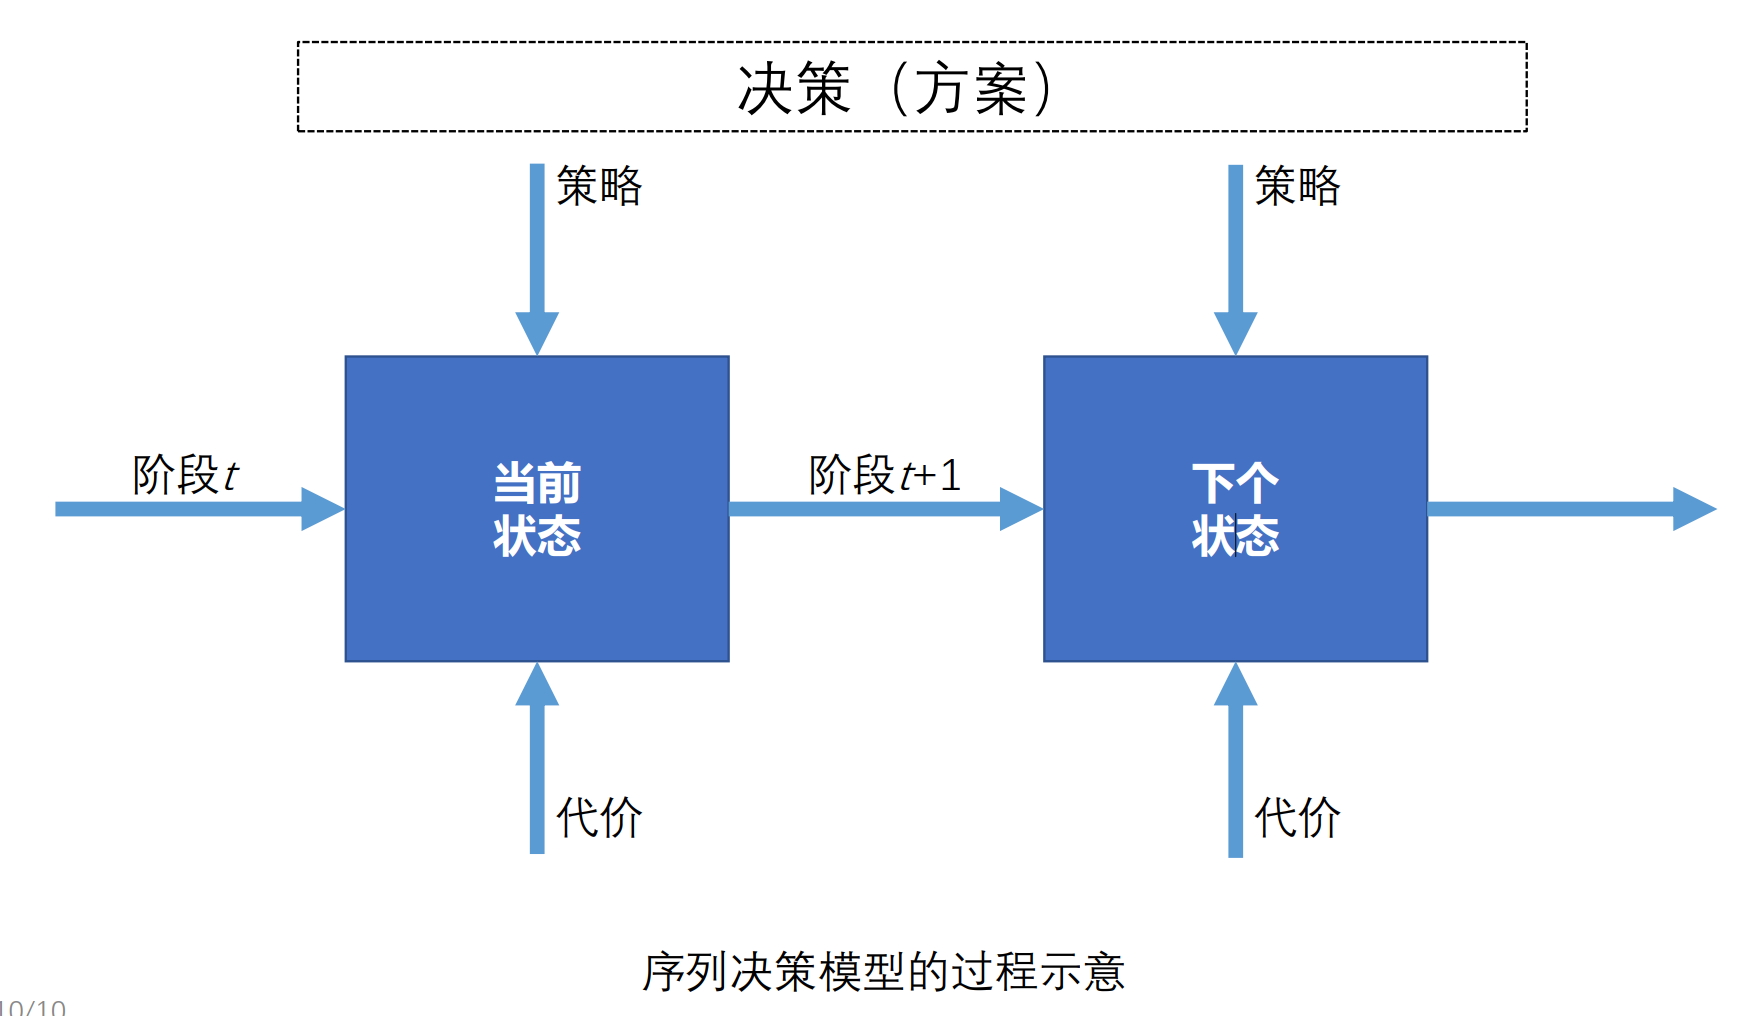 决策（方案）
策略
策略
阶段t
当前
状态
阶段t+1
下个
状态
代价
代价
序列决策模型的过程示意
10/10